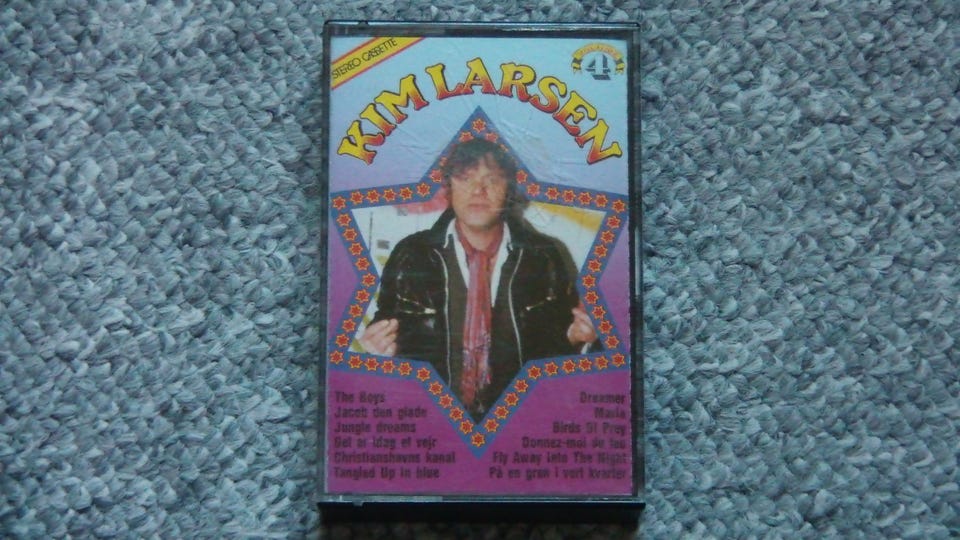 STEREO CASSETTE
4
KIM LARSEN
The Boys
Jacob den glade
Jungle dreams
Det er idag et vejr
Christianshavns kanal
Tangled Up in blue
Dreamer
Maria
Birds Of Prey
Donnez-moi du feu
Fly Away Into The Night
På en gren i vort kvarter